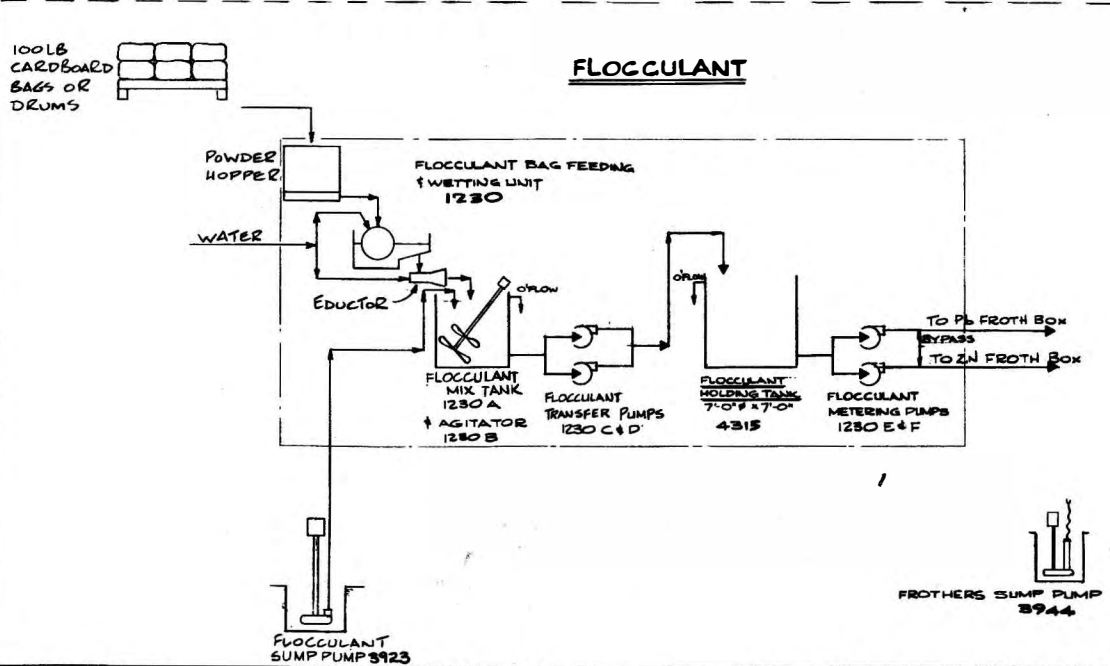 FLOCCULANT
100LB
CARDBOARD
BAGS OR
DRUMS
POWDER
HOPPER
FLOCCULANT BAG FEEDING
& WETTING UNIT
1230
WATER
EDUCTOR
O'FLOW
O'FLOW
TO Pb FROTH BOX
BYPASS
TO ZN FROTH BOX
FLOCCULANT
MIX TANK
1230 A
& AGITATOR
1230 B
FLOCCULANT
TRANSFER PUMPS
1230 C & D
FLOCCULANT
HOLDING TANK
7'-0"ø x 7'-0"
4315
FLOCCULANT
METERING PUMPS
1230 E & F
FROTHERS SUMP PUMP
3944
FLOCCULANT
SUMP PUMP 3923